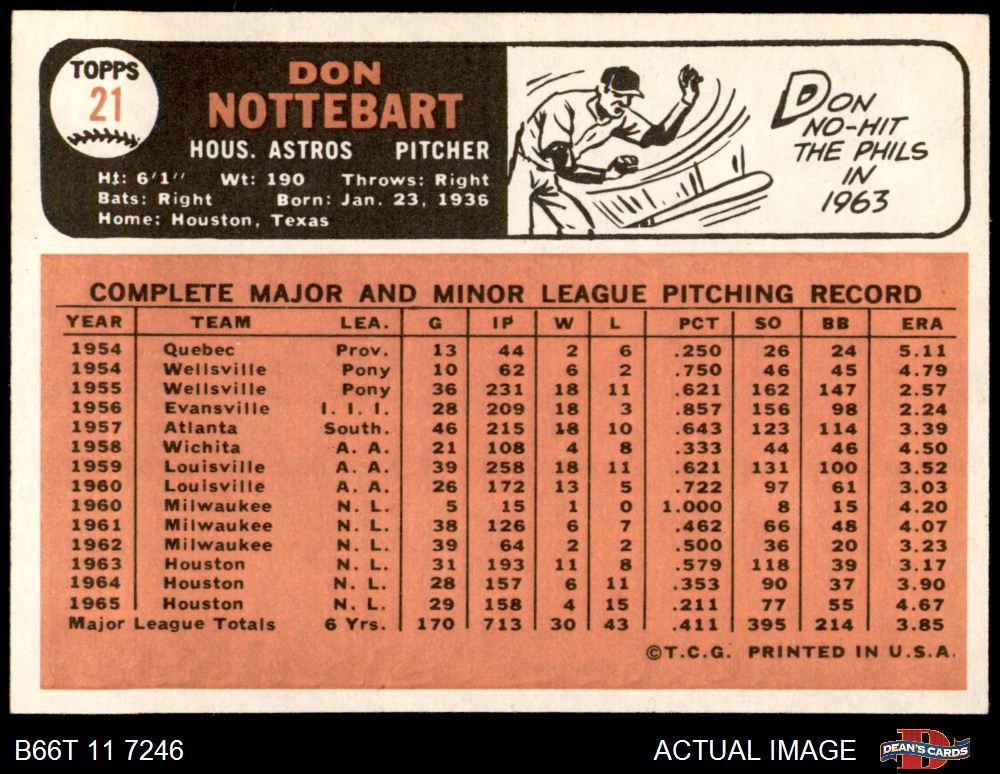 TOPPS
21
DON
NOTTEBART
HOUS. ASTROS PITCHER
Ht: 6'1" Wt: 190 Throws: Right
Bats: Right Born: Jan. 23, 1936
Home: Houston, Texas
DON
NO-HIT
THE PHILS
IN
1963
COMPLETE MAJOR AND MINOR LEAGUE PITCHING RECORD
YEAR TEAM LEA. G IP W L PCT SO BB ERA
1954 Quebec Prov. 13 44 2 6 .250 26 24 5.11
1954 Wellsville Pony 10 62 6 2 .750 46 45 4.79
1955 Wellsville Pony 36 231 18 11 .621 162 147 2.57
1956 Evansville I. I. I. 28 209 18 3 .857 156 98 2.24
1957 Atlanta South. 46 215 18 10 .643 123 114 3.39
1958 Wichita A. A. 21 108 4 8 .333 44 46 4.50
1959 Louisville A. A. 39 258 18 11 .621 131 100 3.52
1960 Louisville A. A. 26 172 13 5 .722 97 61 3.03
1960 Milwaukee N. L. 5 15 1 0 1.000 8 15 4.20
1961 Milwaukee N. L. 38 126 6 7 .462 66 48 4.07
1962 Milwaukee N. L. 39 64 2 2 .500 36 20 3.23
1963 Houston N. L. 31 193 11 8 .579 118 39 3.17
1964 Houston N. L. 28 157 6 11 .353 90 37 3.90
1965 Houston N. L. 29 158 4 15 .211 77 55 4.67
Major League Totals 6 Yrs. 170 713 30 43 .411 395 214 3.85
©T.C.G. PRINTED IN U.S.A.
B66T 11 7246 ACTUAL IMAGE
DEAN'S CARDS